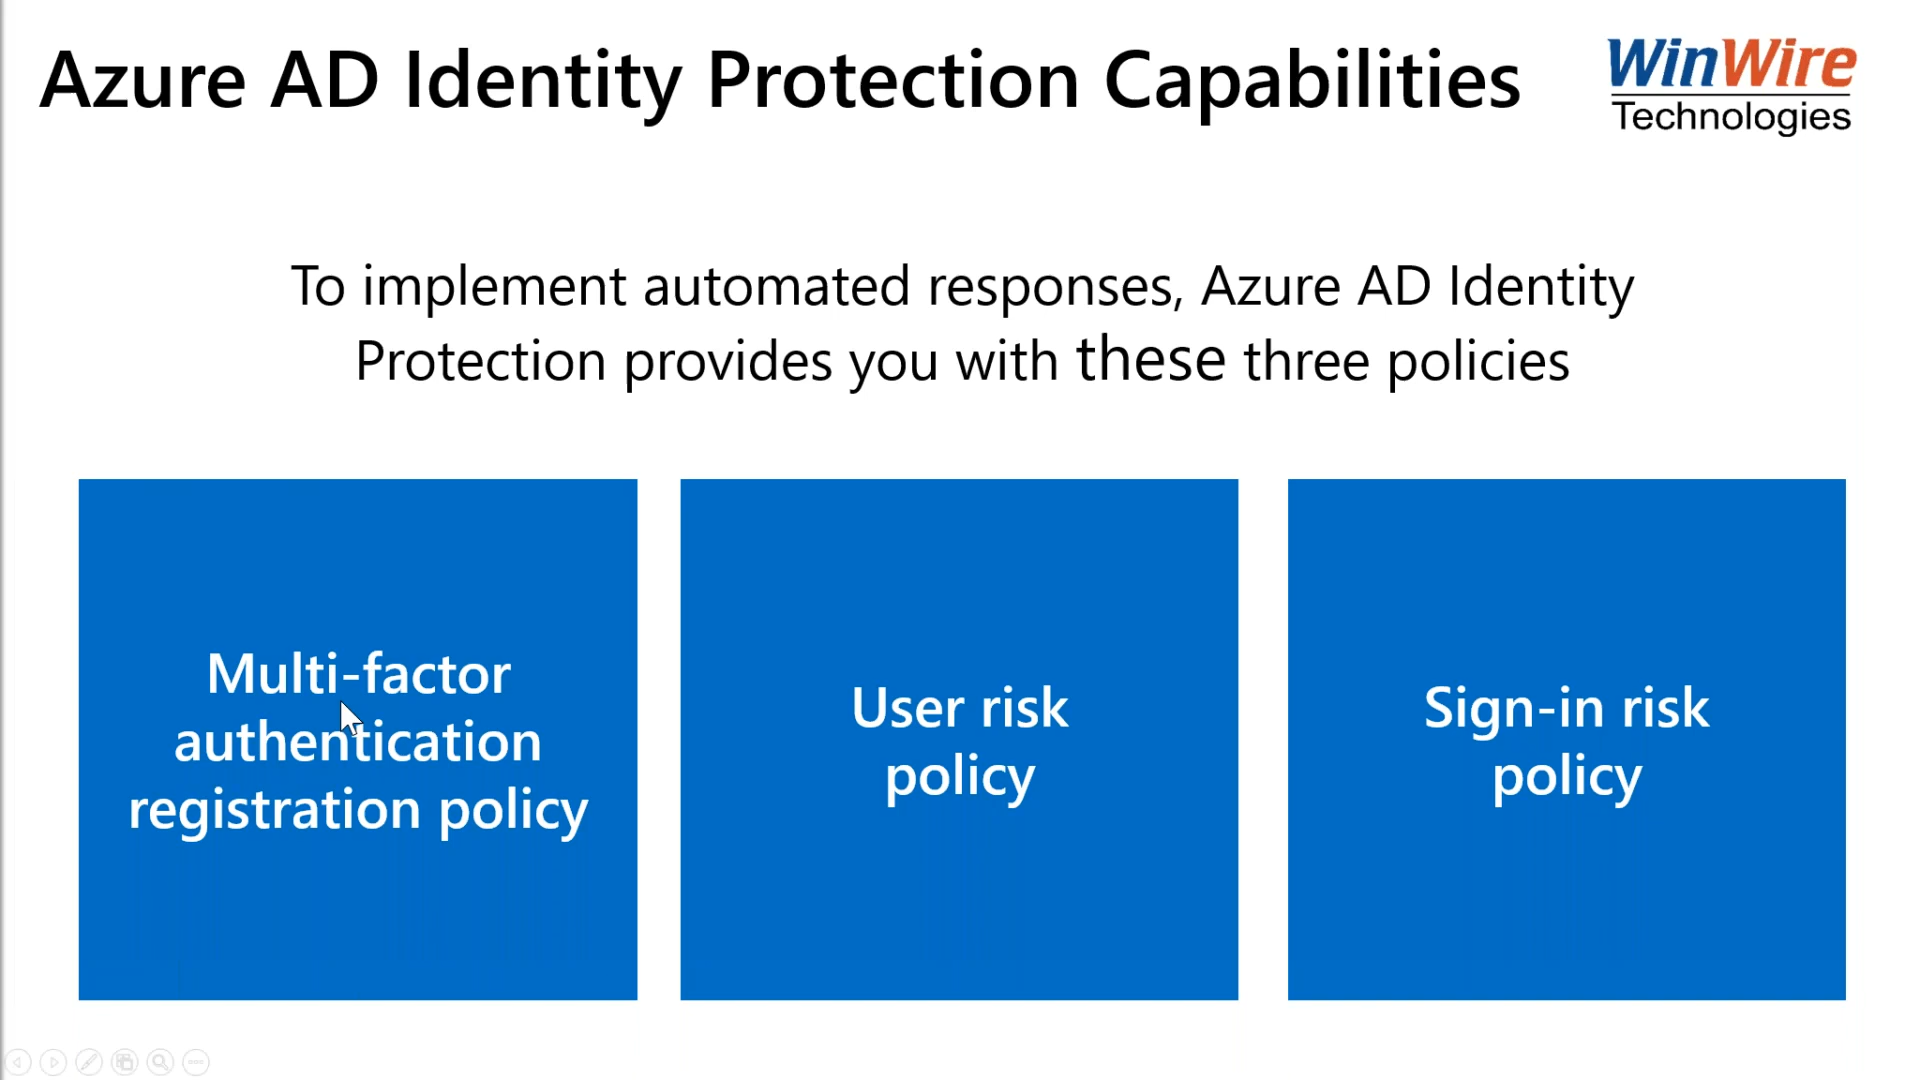 Azure AD Identity Protection Capabilities
WinWire
Technologies
To implement automated responses, Azure AD Identity
Protection provides you with these three policies
Multi-factor
authentication
registration policy
User risk
policy
Sign-in risk
policy